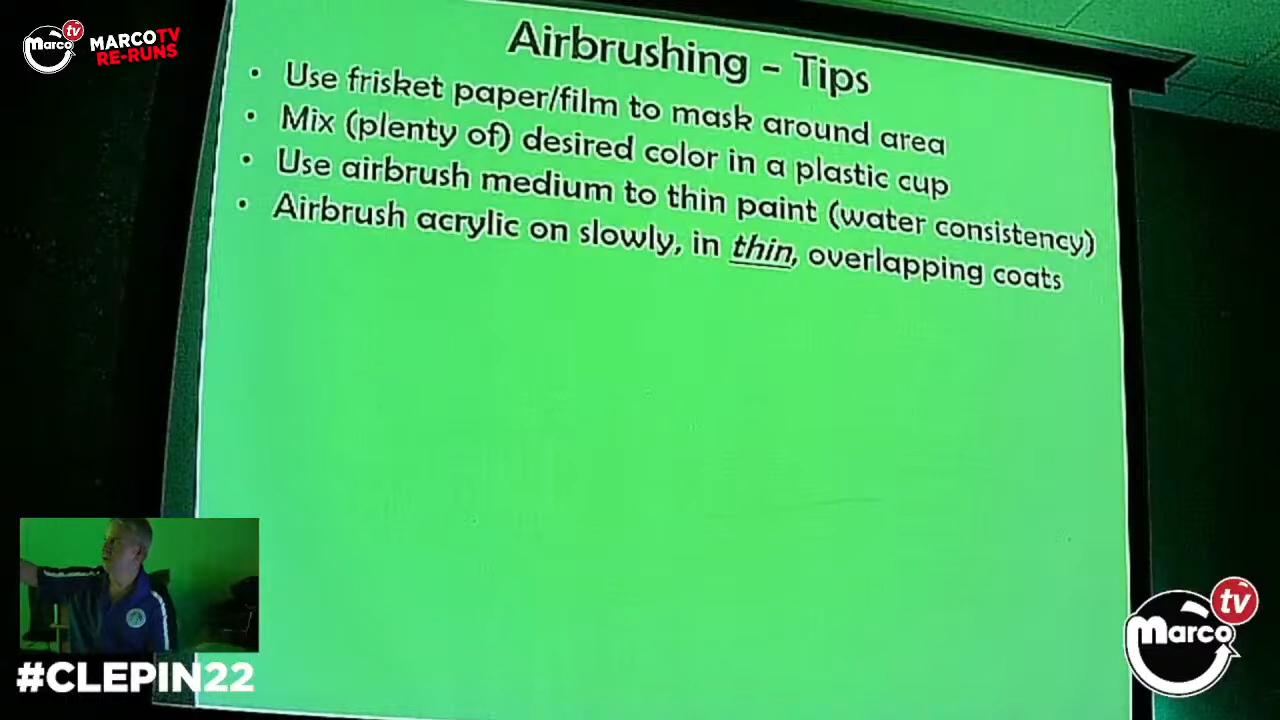 marco
tv
MARCOTV
RE-RUNS
Airbrushing – Tips
• Use frisket paper/film to mask around area
• Mix (plenty of) desired color in a plastic cup
• Use airbrush medium to thin paint (water consistency)
• Airbrush acrylic on slowly, in thin, overlapping coats
#CLEPIN22
marco
tv